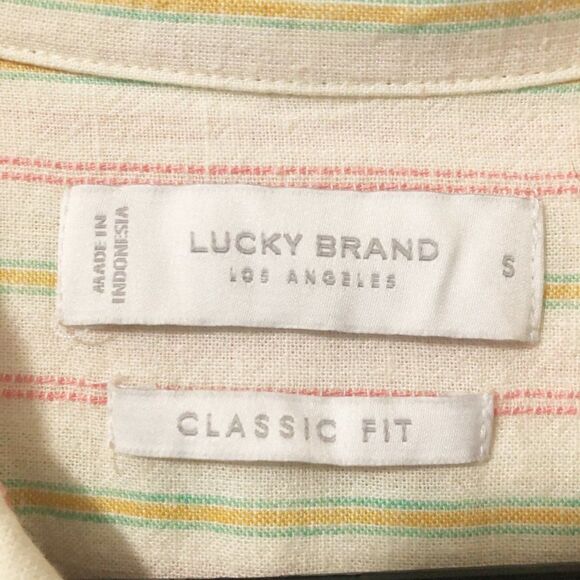 MADE IN
INDONESIA
LUCKY BRAND
LOS ANGELES
S
CLASSIC FIT